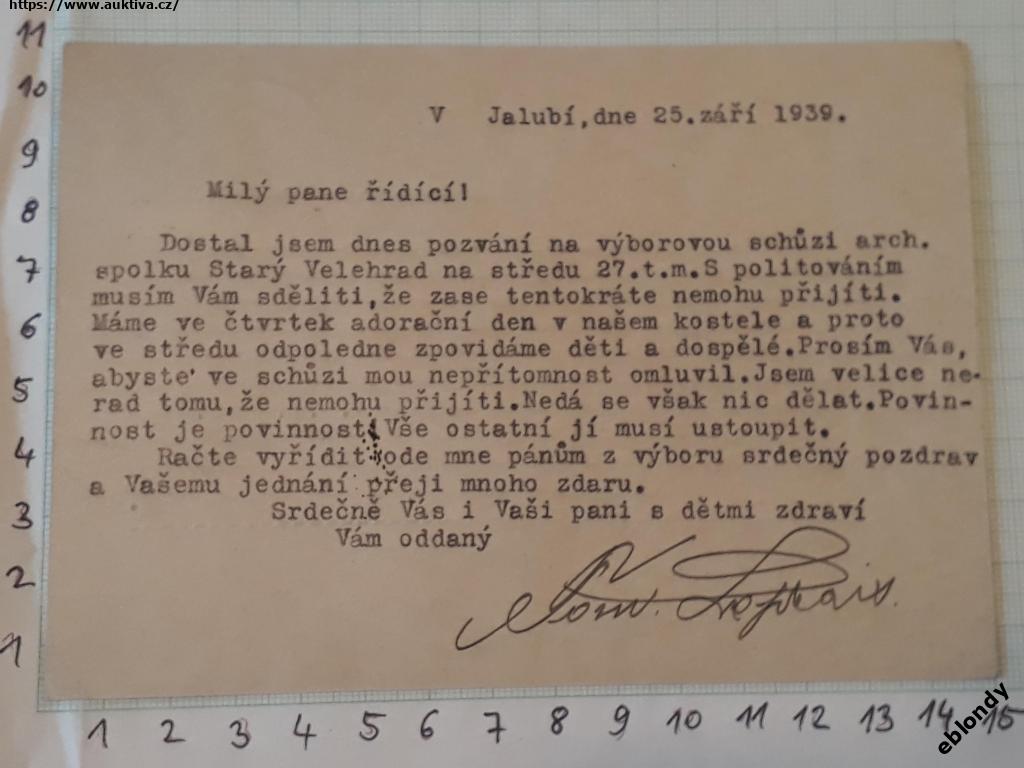 https://www.auktiva.cz/
11
10
9
8
7
6
5
4
3
2
1
V Jalubí,dne 25.září 1939.
Milý pane řídící!
Dostal jsem dnes pozvání na výborovou schůzi arch.
spolku Starý Velehrad na středu 27.t.m.S politováním
musím Vám sděliti,že zase tentokráte nemohu přijíti.
Máme ve čtvrtek adorační den v našem kostele a proto
ve středu odpoledne zpovídáme děti a dospělé.Prosím Vás,
abyste ve schůzi mou nepřítomnost omluvil.Jsem velice ne-
rad tomu,že nemohu přijíti.Nedá se však nic dělat.Povin-
nost je povinnost Vše ostatní jí musí ustoupit.
Račte vyřídit ode mne pánům z výboru srdečný pozdrav
a Vašemu jednání přeji mnoho zdaru.
Srdečně Vás i Vaši pani s dětmi zdraví
Vám oddaný
1 2 3 4 5 6 7 8 9 10 11 12 13 14 15
eblondy